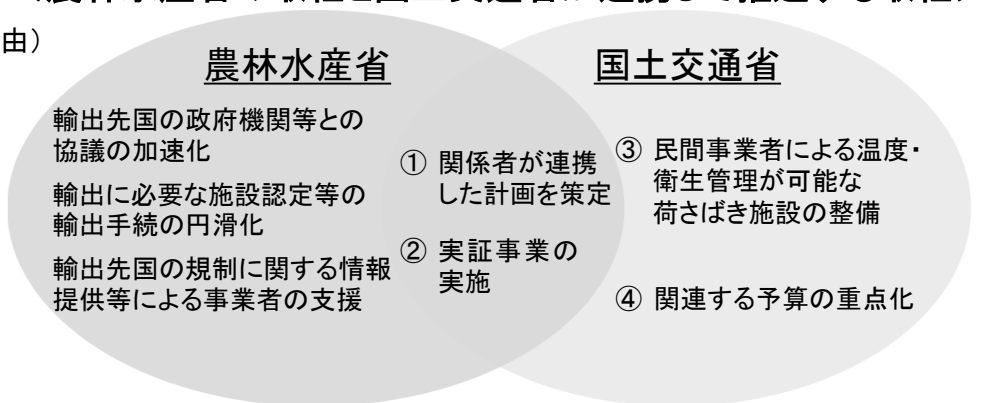 由）
農林水産省
国土交通省
輸出先国の政府機関等との
協議の加速化
輸出に必要な施設認定等の
輸出手続の円滑化
輸出先国の規制に関する情報
提供等による事業者の支援
① 関係者が連携
した計画を策定
② 実証事業の
実施
③ 民間事業者による温度・
衛生管理が可能な
荷さばき施設の整備
④ 関連する予算の重点化